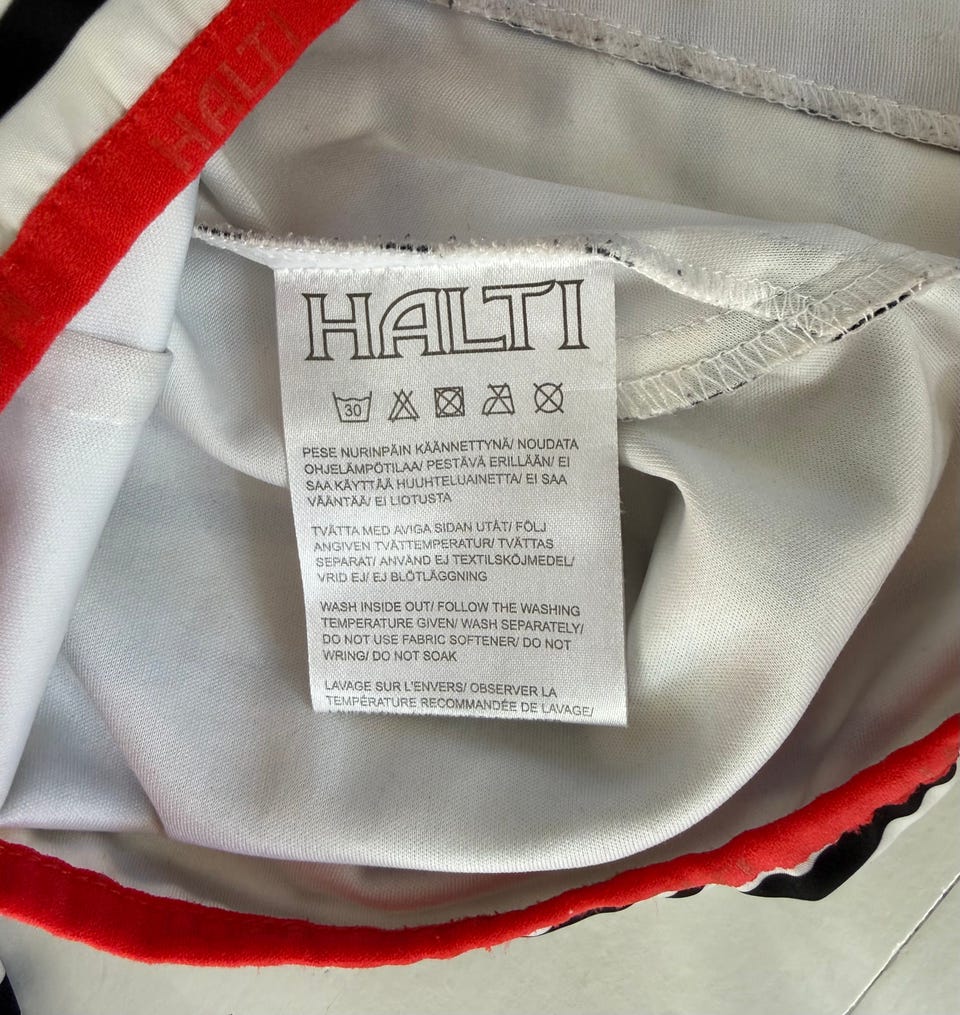 HALTI
HALTI
30
PESE NURINPÄIN KÄÄNNETTYNÄ/ NOUDATA
OHJELÄMPÖTILAA/ PESTÄVÄ ERILLÄÄN/ EI
SAA KÄYTTÄÄ HUUHTELUAINETTA/ EI SAA
VÄÄNTÄÄ/ EI LIOTUSTA
TVÄTTA MED AVIGA SIDAN UTÅT/ FÖLJ
ANGIVEN TVÄTTEMPERATUR/ TVÄTTAS
SEPARAT/ ANVÄND EJ TEXTILSKÖJMEDEL/
VRID EJ/ EJ BLÖTLÄGGNING
WASH INSIDE OUT/ FOLLOW THE WASHING
TEMPERATURE GIVEN/ WASH SEPARATELY/
DO NOT USE FABRIC SOFTENER/ DO NOT
WRING/ DO NOT SOAK
LAVAGE SUR L'ENVERS/ OBSERVER LA
TEMPÉRATURE RECOMMANDÉE DE LAVAGE/